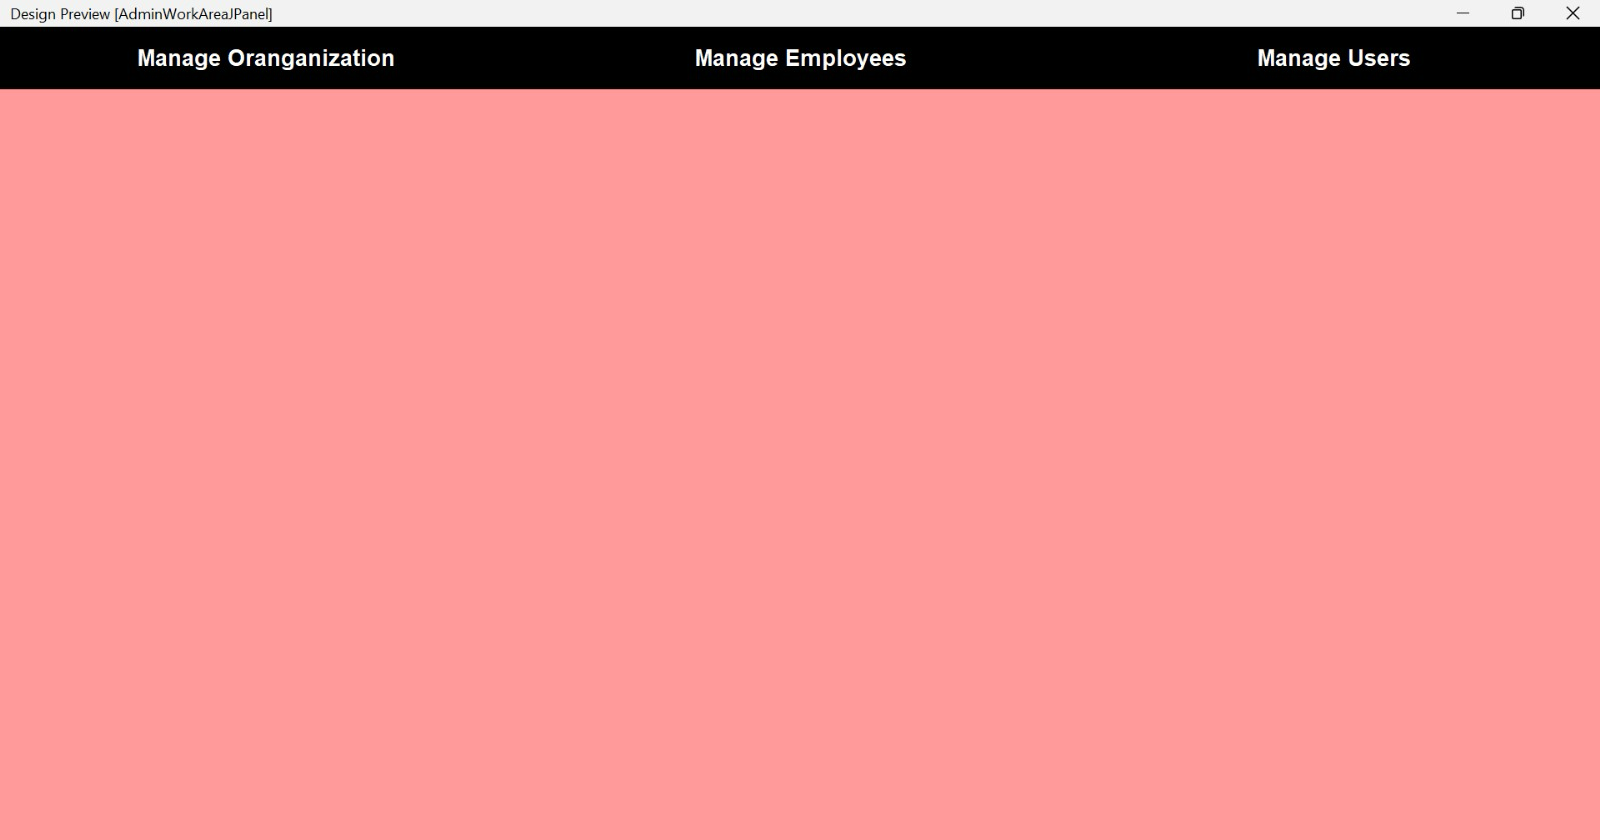 Design Preview [AdminWorkAreaJPanel]
Manage Oranganization Manage Employees Manage Users